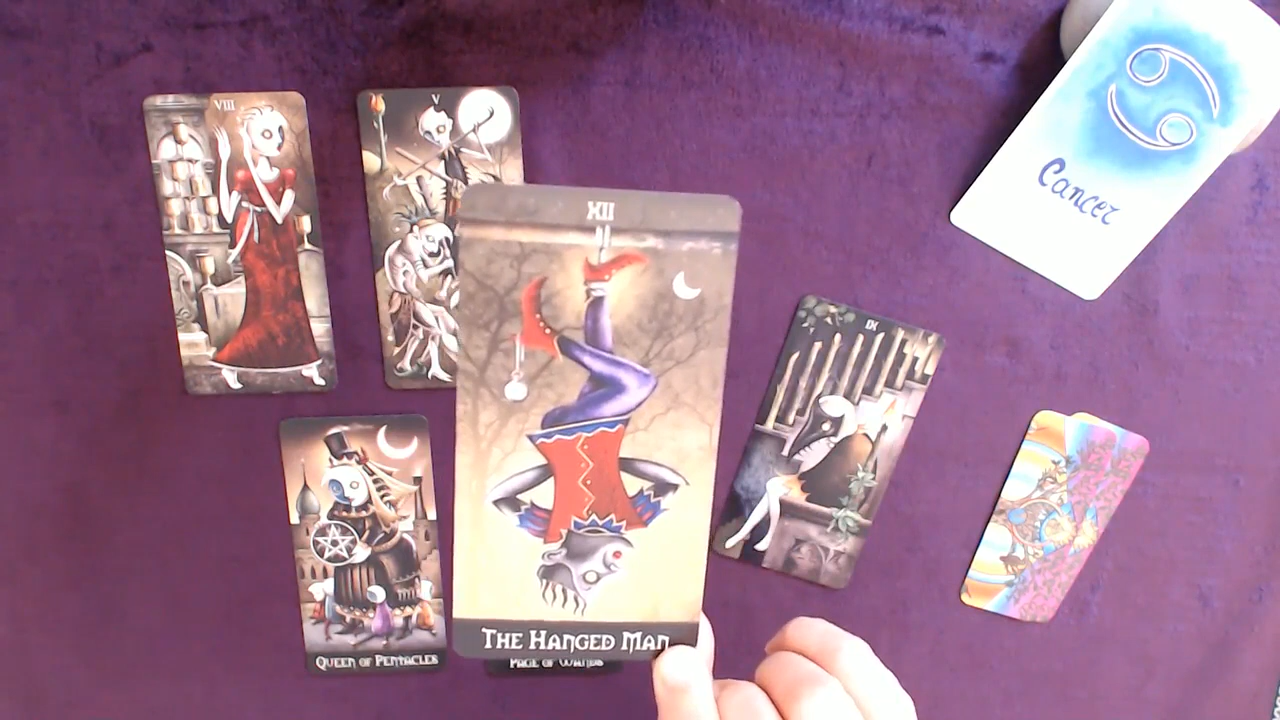 VIII
V
XII
Cancer
IX
THE HANGED MAN
QUEEN OF PENTACLES
PAGE OF WANDS